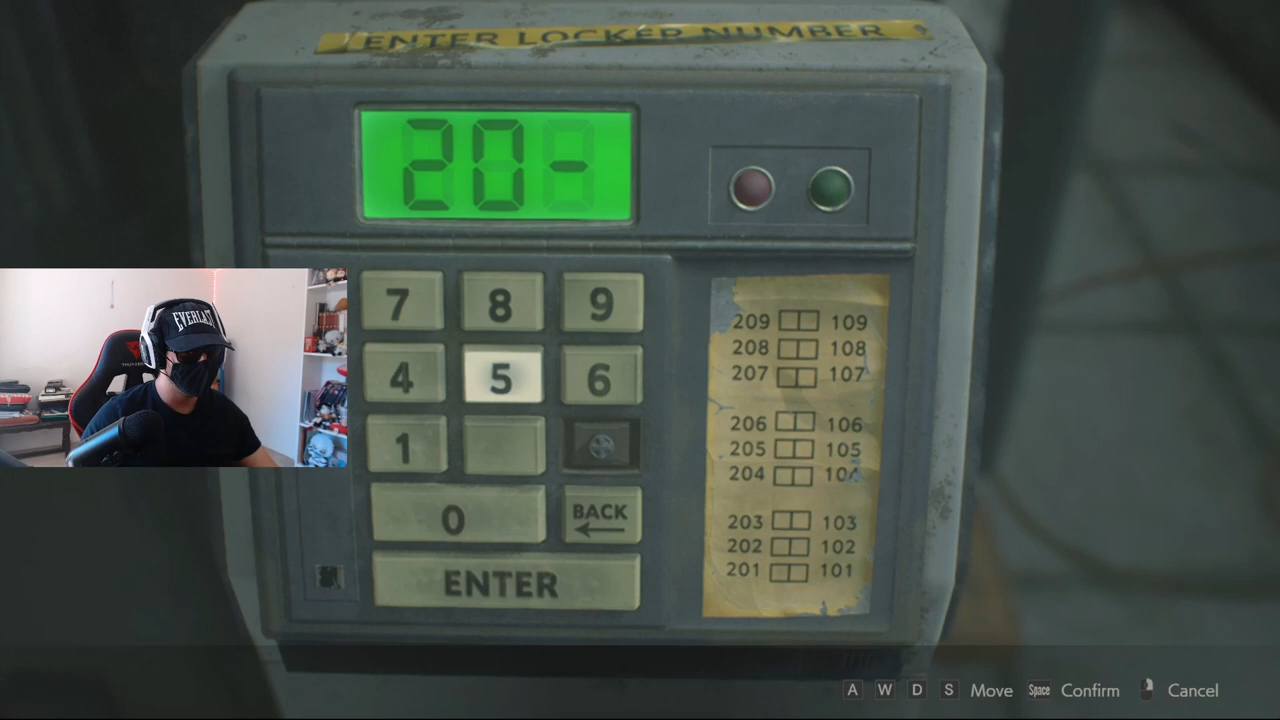 ENTER LOCKER NUMBER
20-
7 8 9
4 5 6
1
0 BACK
ENTER
209 109
208 108
207 107
206 106
205 105
204 104
203 103
202 102
201 101
EVERLAST
A W D S Move Space Confirm Cancel